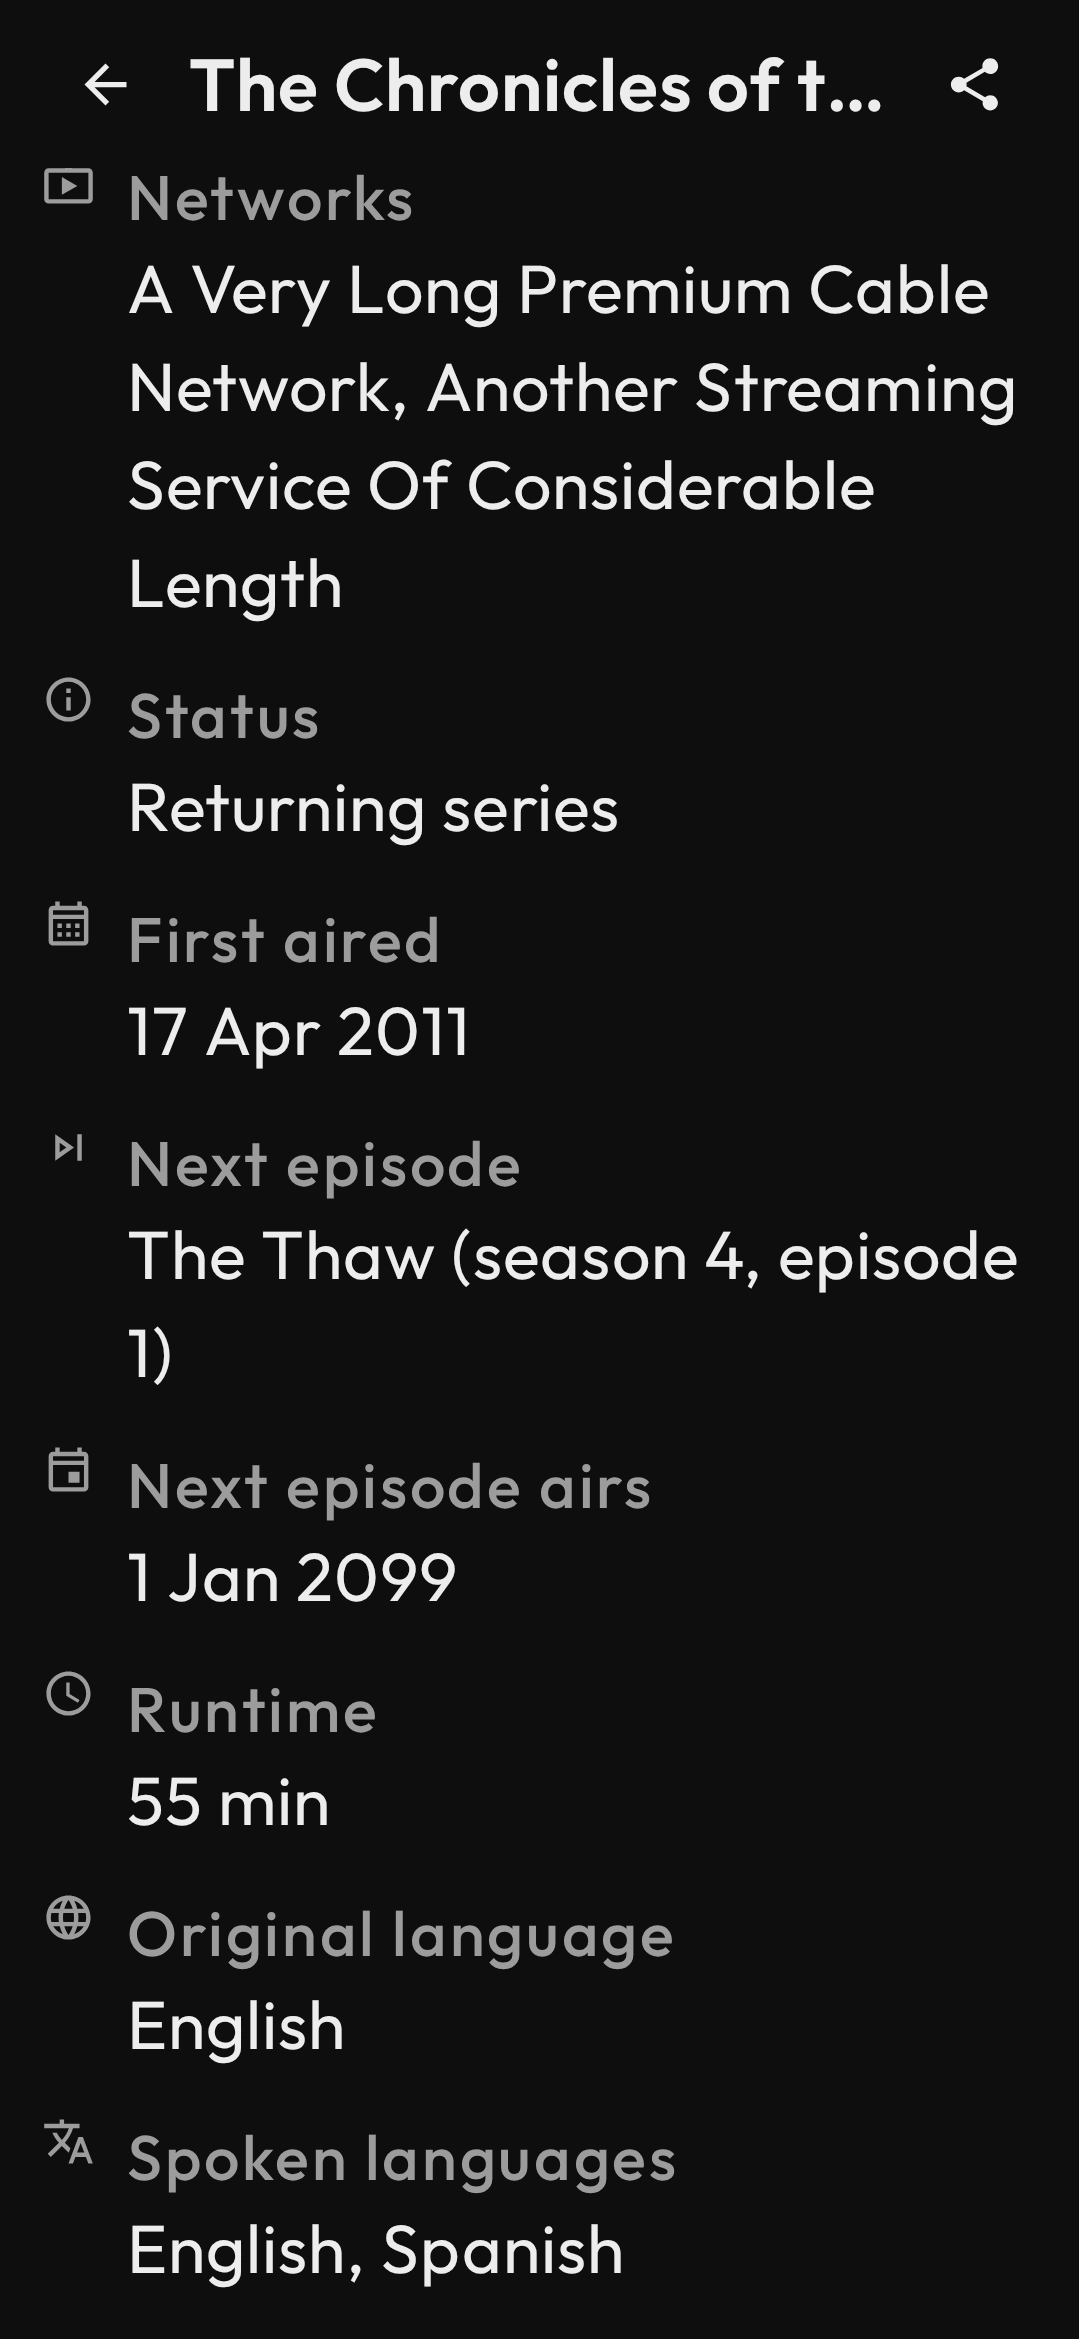 The Chronicles of t...
Networks
A Very Long Premium Cable
Network, Another Streaming
Service Of Considerable
Length
Status
Returning series
First aired
17 Apr 2011
Next episode
The Thaw (season 4, episode
1)
Next episode airs
1 Jan 2099
Runtime
55 min
Original language
English
Spoken languages
English, Spanish